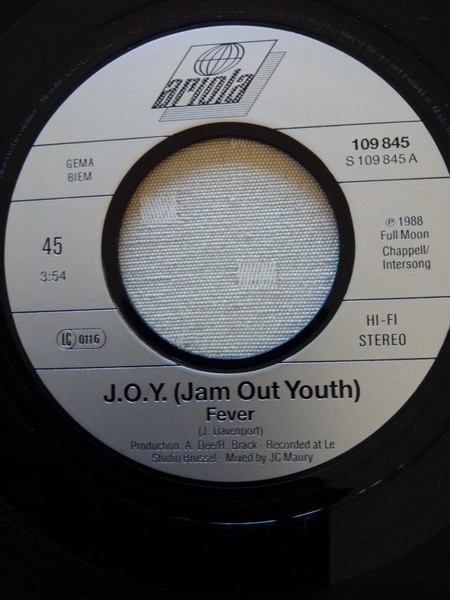 ariola
GEMA
BIEM
109 845
S 109 845 A
45
3:54
℗ 1988
Full Moon
Chappell/
Intersong
LC 0116
HI-FI
STEREO
J.O.Y. (Jam Out Youth)
Fever
(J. Davenport)
Production: A. Dee/R. Brack · Recorded at Le
Studio Brussel · Mixed by JC Maury